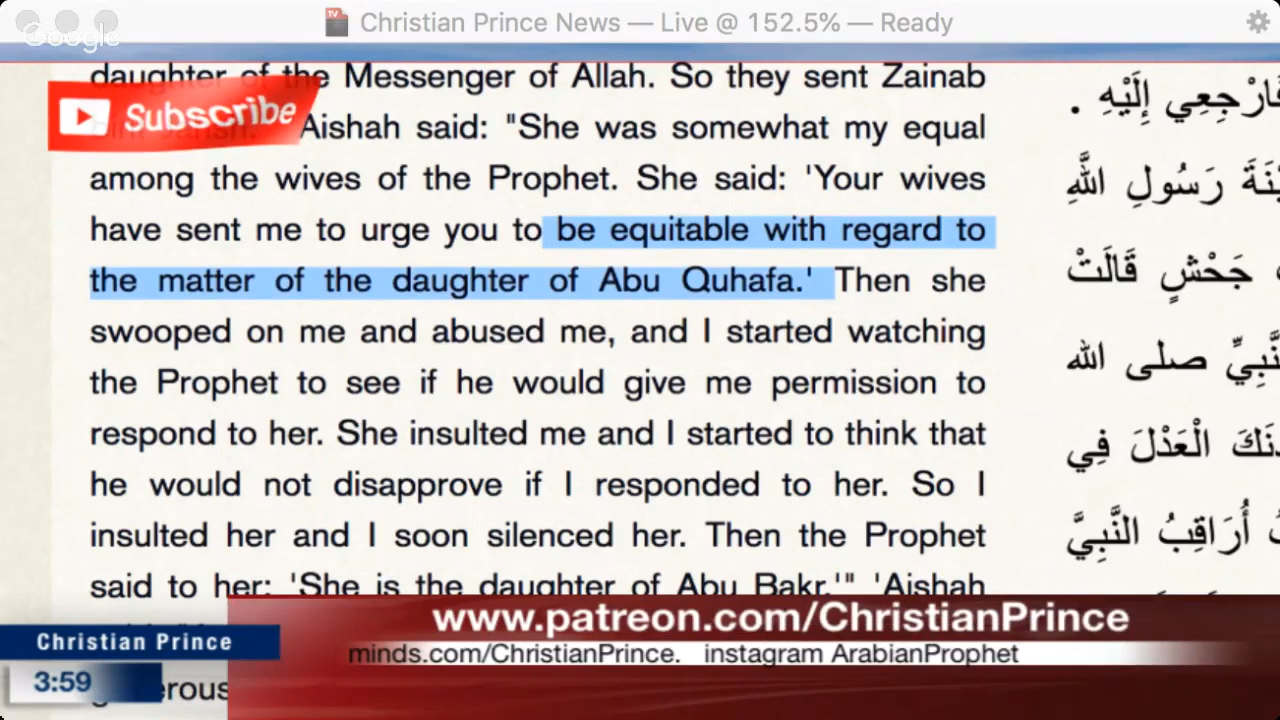 Christian Prince News — Live @ 152.5% — Ready
Google
daughter of the Messenger of Allah. So they sent Zainab
Subscribe
'Aishah said: "She was somewhat my equal
among the wives of the Prophet. She said: 'Your wives
have sent me to urge you to be equitable with regard to
the matter of the daughter of Abu Quhafa.' Then she
swooped on me and abused me, and I started watching
the Prophet to see if he would give me permission to
respond to her. She insulted me and I started to think that
he would not disapprove if I responded to her. So I
insulted her and I soon silenced her. Then the Prophet
said to her: 'She is the daughter of Abu Bakr.'" 'Aishah
فَارْجِعِي إِلَيْهِ .
رَسُولِ اللَّهِ
جَحْشٍ قَالَتْ
النَّبِيِّ صلى الله
الْعَدْلَ فِي
أُرَاقِبُ النَّبِيَّ
www.patreon.com/ChristianPrince
Christian Prince
minds.com/ChristianPrince. instagram ArabianProphet
3:59